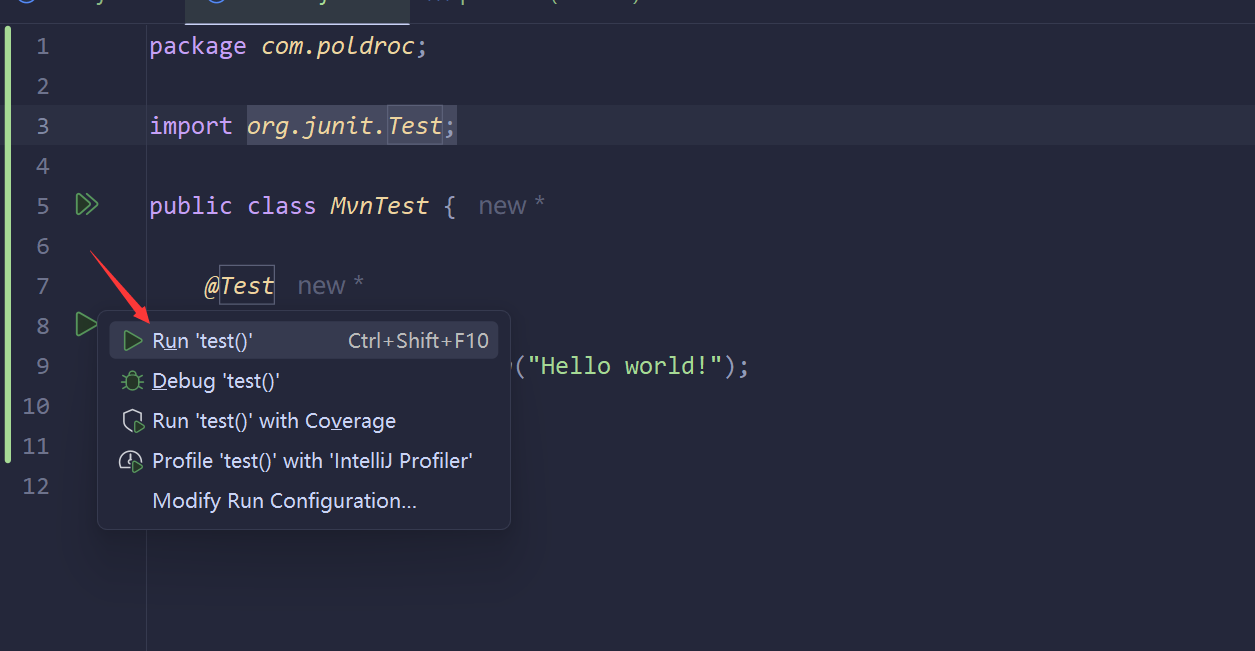 1 package com.poldroc;
2
3 import org.junit.Test;
4
5 public class MvnTest { new *
6
7 @Test new *
8
Run 'test()' Ctrl+Shift+F10
9 ("Hello world!");
Debug 'test()'
10
Run 'test()' with Coverage
11
Profile 'test()' with 'IntelliJ Profiler'
12
Modify Run Configuration...